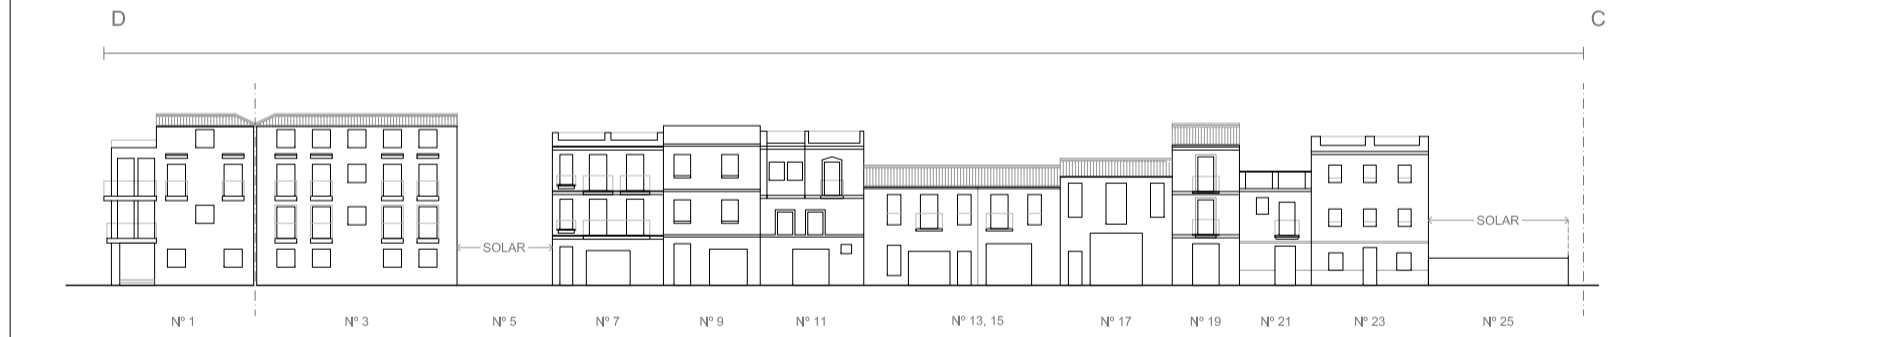 D
C
SOLAR
SOLAR
Nº 1
Nº 3
Nº 5
Nº 7
Nº 9
Nº 11
Nº 13, 15
Nº 17
Nº 19
Nº 21
Nº 23
Nº 25